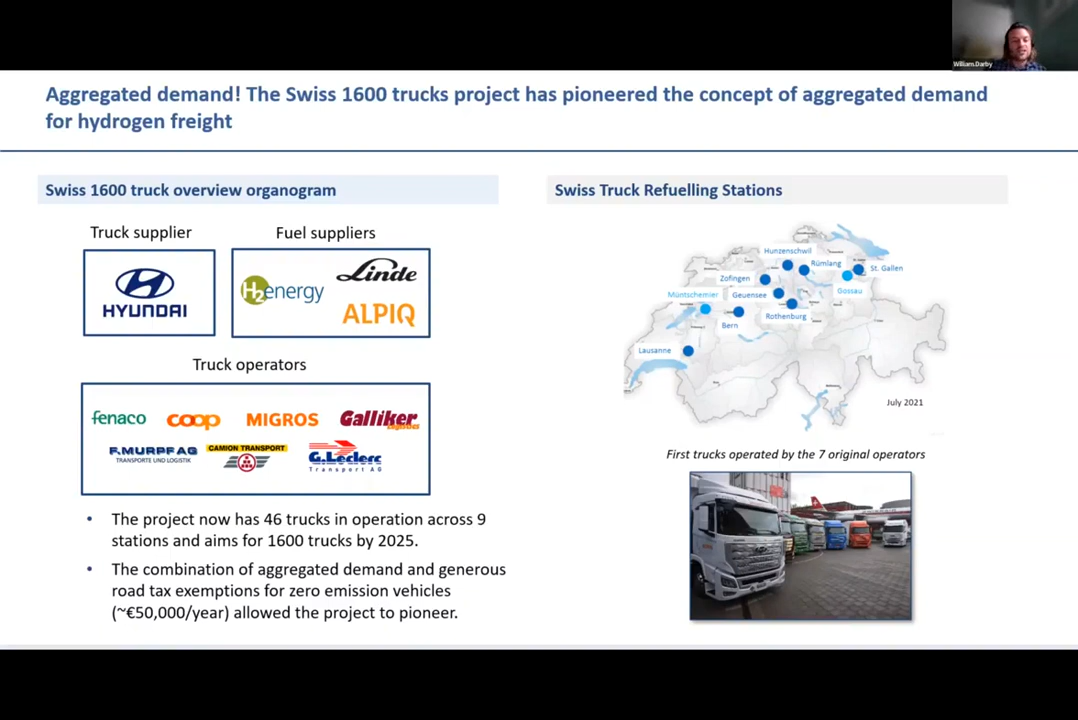 William Darby
Aggregated demand! The Swiss 1600 trucks project has pioneered the concept of aggregated demand
for hydrogen freight
Swiss 1600 truck overview organogram
Truck supplier
Fuel suppliers
HYUNDAI
H2energy
Linde
ALPIQ
Truck operators
fenaco
coop
MIGROS
Galliker
logistics
F.MURPF AG
TRANSPORTE UND LOGISTIK
CAMION TRANSPORT
G.Leclerc
Transport AG
• The project now has 46 trucks in operation across 9
stations and aims for 1600 trucks by 2025.
• The combination of aggregated demand and generous
road tax exemptions for zero emission vehicles
(~€50,000/year) allowed the project to pioneer.
Swiss Truck Refuelling Stations
Hunzenschwil
Rümlang
St. Gallen
Zofingen
Gossau
Müntschemier
Geuensee
Rothenburg
Bern
Lausanne
July 2021
First trucks operated by the 7 original operators